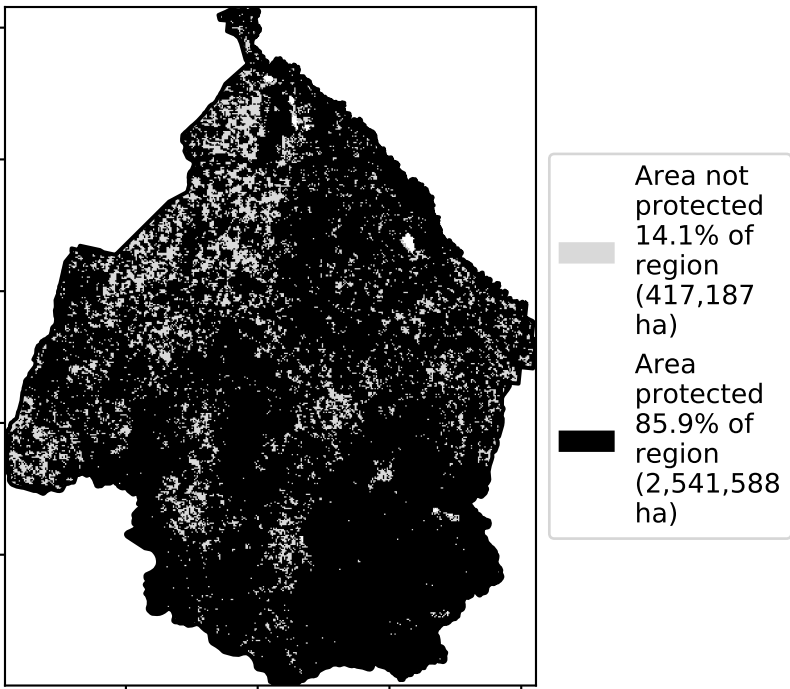 Area not
protected
14.1% of
region
(417,187
ha)
Area
protected
85.9% of
region
(2,541,588
ha)